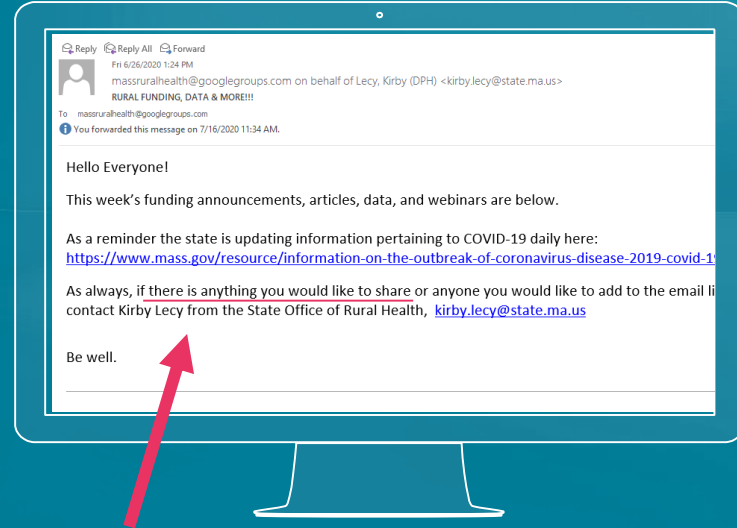 Reply Reply All Forward
Fri 6/26/2020 1:24 PM
massruralhealth@googlegroups.com on behalf of Lecy, Kirby (DPH) <kirby.lecy@state.ma.us>
RURAL FUNDING, DATA & MORE!!!
To massruralhealth@googlegroups.com
You forwarded this message on 7/16/2020 11:34 AM.
Hello Everyone!
This week's funding announcements, articles, data, and webinars are below.
As a reminder the state is updating information pertaining to COVID-19 daily here:
https://www.mass.gov/resource/information-on-the-outbreak-of-coronavirus-disease-2019-covid-1
As always, if there is anything you would like to share or anyone you would like to add to the email li
contact Kirby Lecy from the State Office of Rural Health, kirby.lecy@state.ma.us
Be well.